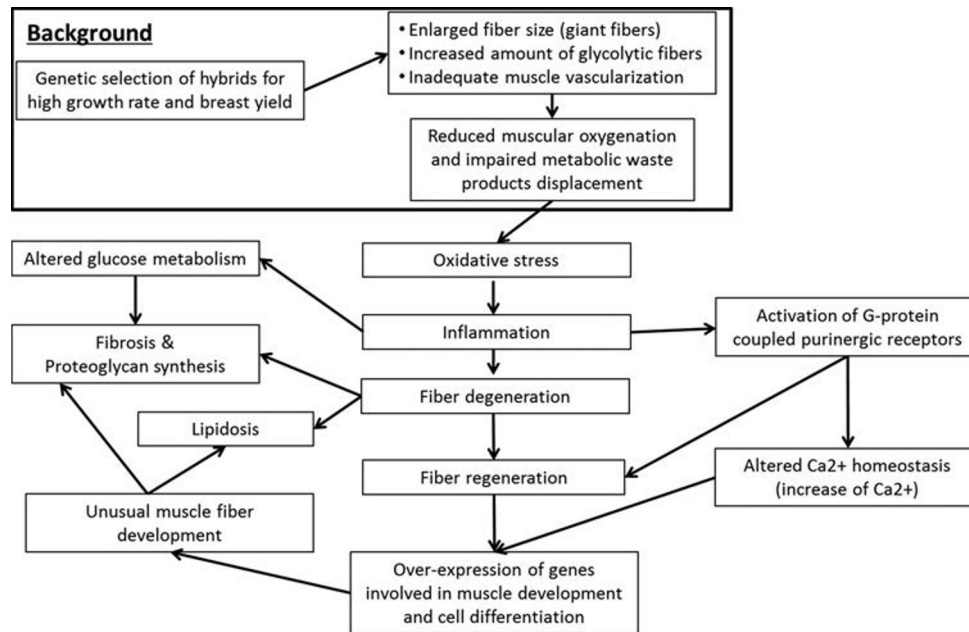 Background
Genetic selection of hybrids for
high growth rate and breast yield
• Enlarged fiber size (giant fibers)
• Increased amount of glycolytic fibers
• Inadequate muscle vascularization
Reduced muscular oxygenation
and impaired metabolic waste
products displacement
Oxidative stress
Altered glucose metabolism
Inflammation
Activation of G-protein
coupled purinergic receptors
Fibrosis &
Proteoglycan synthesis
Fiber degeneration
Lipidosis
Fiber regeneration
Altered Ca2+ homeostasis
(increase of Ca2+)
Unusual muscle fiber
development
Over-expression of genes
involved in muscle development
and cell differentiation